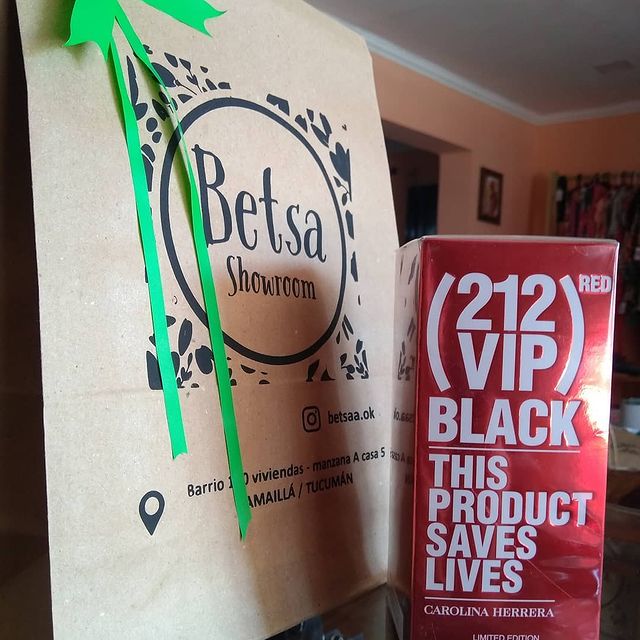 Betsa
Showroom
betsaa.ok
Barrio viviendas - manzana A casa 5
/ TUCUMÁN
(212)RED
VIP
BLACK
THIS
PRODUCT
SAVES
LIVES
CAROLINA HERRERA
LIMITED EDITION